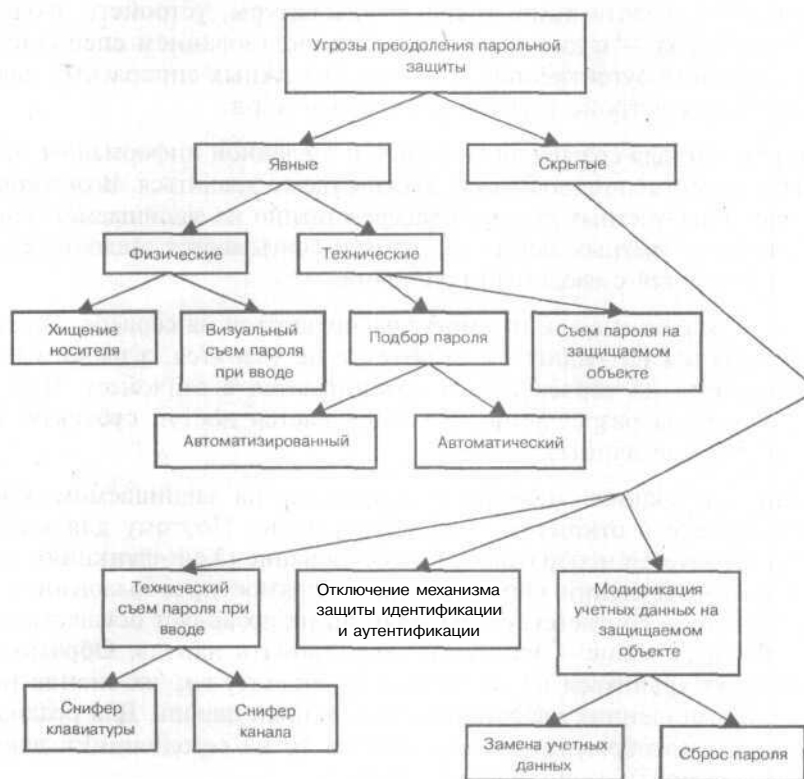 Угрозы преодоления парольной
защиты
Явные
Скрытые
Физические
Технические
Хищение
носителя
Визуальный
съем пароля
при вводе
Подбор пароля
Съем пароля на
защищаемом
объекте
Автоматизированный
Автоматический
Технический
съем пароля при
вводе
Отключение механизма
защиты идентификации
и аутентификации
Модификация
учетных данных на
защищаемом
объекте
Снифер
клавиатуры
Снифер
канала
Замена учетных
данных
Сброс пароля